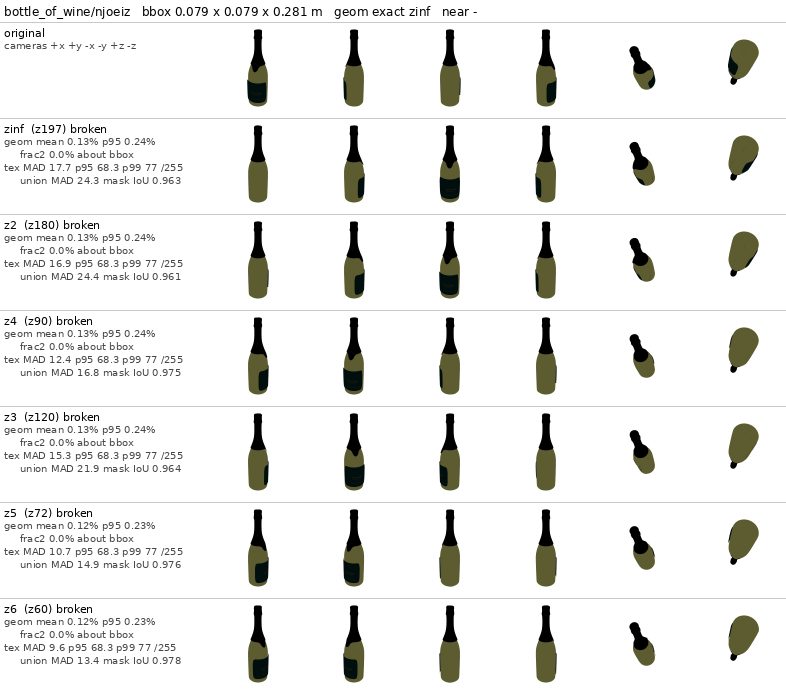 bottle_of_wine/njoeiz   bbox 0.079 x 0.079 x 0.281 m   geom exact zinf   near -
original
cameras +x +y -x -y +z -z
zinf  (z197) broken
geom mean 0.13% p95 0.24%
frac2 0.0% about bbox
tex MAD 17.7 p95 68.3 p99 77 /255
union MAD 24.3 mask IoU 0.963
z2  (z180) broken
geom mean 0.13% p95 0.24%
frac2 0.0% about bbox
tex MAD 16.9 p95 68.3 p99 77 /255
union MAD 24.4 mask IoU 0.961
z4  (z90) broken
geom mean 0.13% p95 0.24%
frac2 0.0% about bbox
tex MAD 12.4 p95 68.3 p99 77 /255
union MAD 16.8 mask IoU 0.975
z3  (z120) broken
geom mean 0.13% p95 0.24%
frac2 0.0% about bbox
tex MAD 15.3 p95 68.3 p99 77 /255
union MAD 21.9 mask IoU 0.964
z5  (z72) broken
geom mean 0.12% p95 0.23%
frac2 0.0% about bbox
tex MAD 10.7 p95 68.3 p99 77 /255
union MAD 14.9 mask IoU 0.976
z6  (z60) broken
geom mean 0.12% p95 0.23%
frac2 0.0% about bbox
tex MAD 9.6 p95 68.3 p99 77 /255
union MAD 13.4 mask IoU 0.978